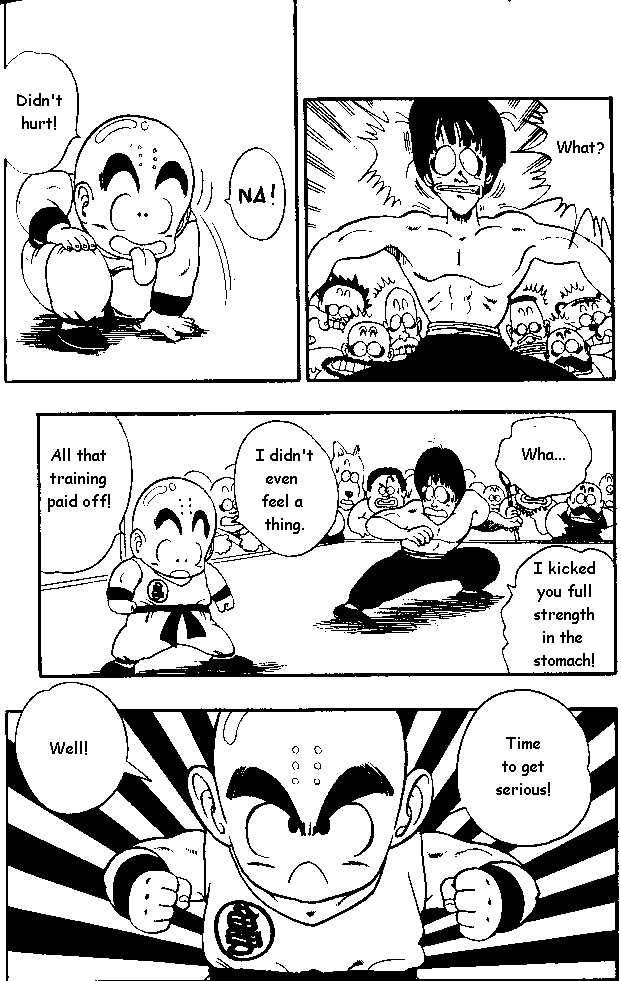 Didn't
hurt!
NA!
What?
All that
training
paid off!
I didn't
even
feel a
thing.
Wha...
I kicked
you full
strength
in the
stomach!
Well!
Time
to get
serious!